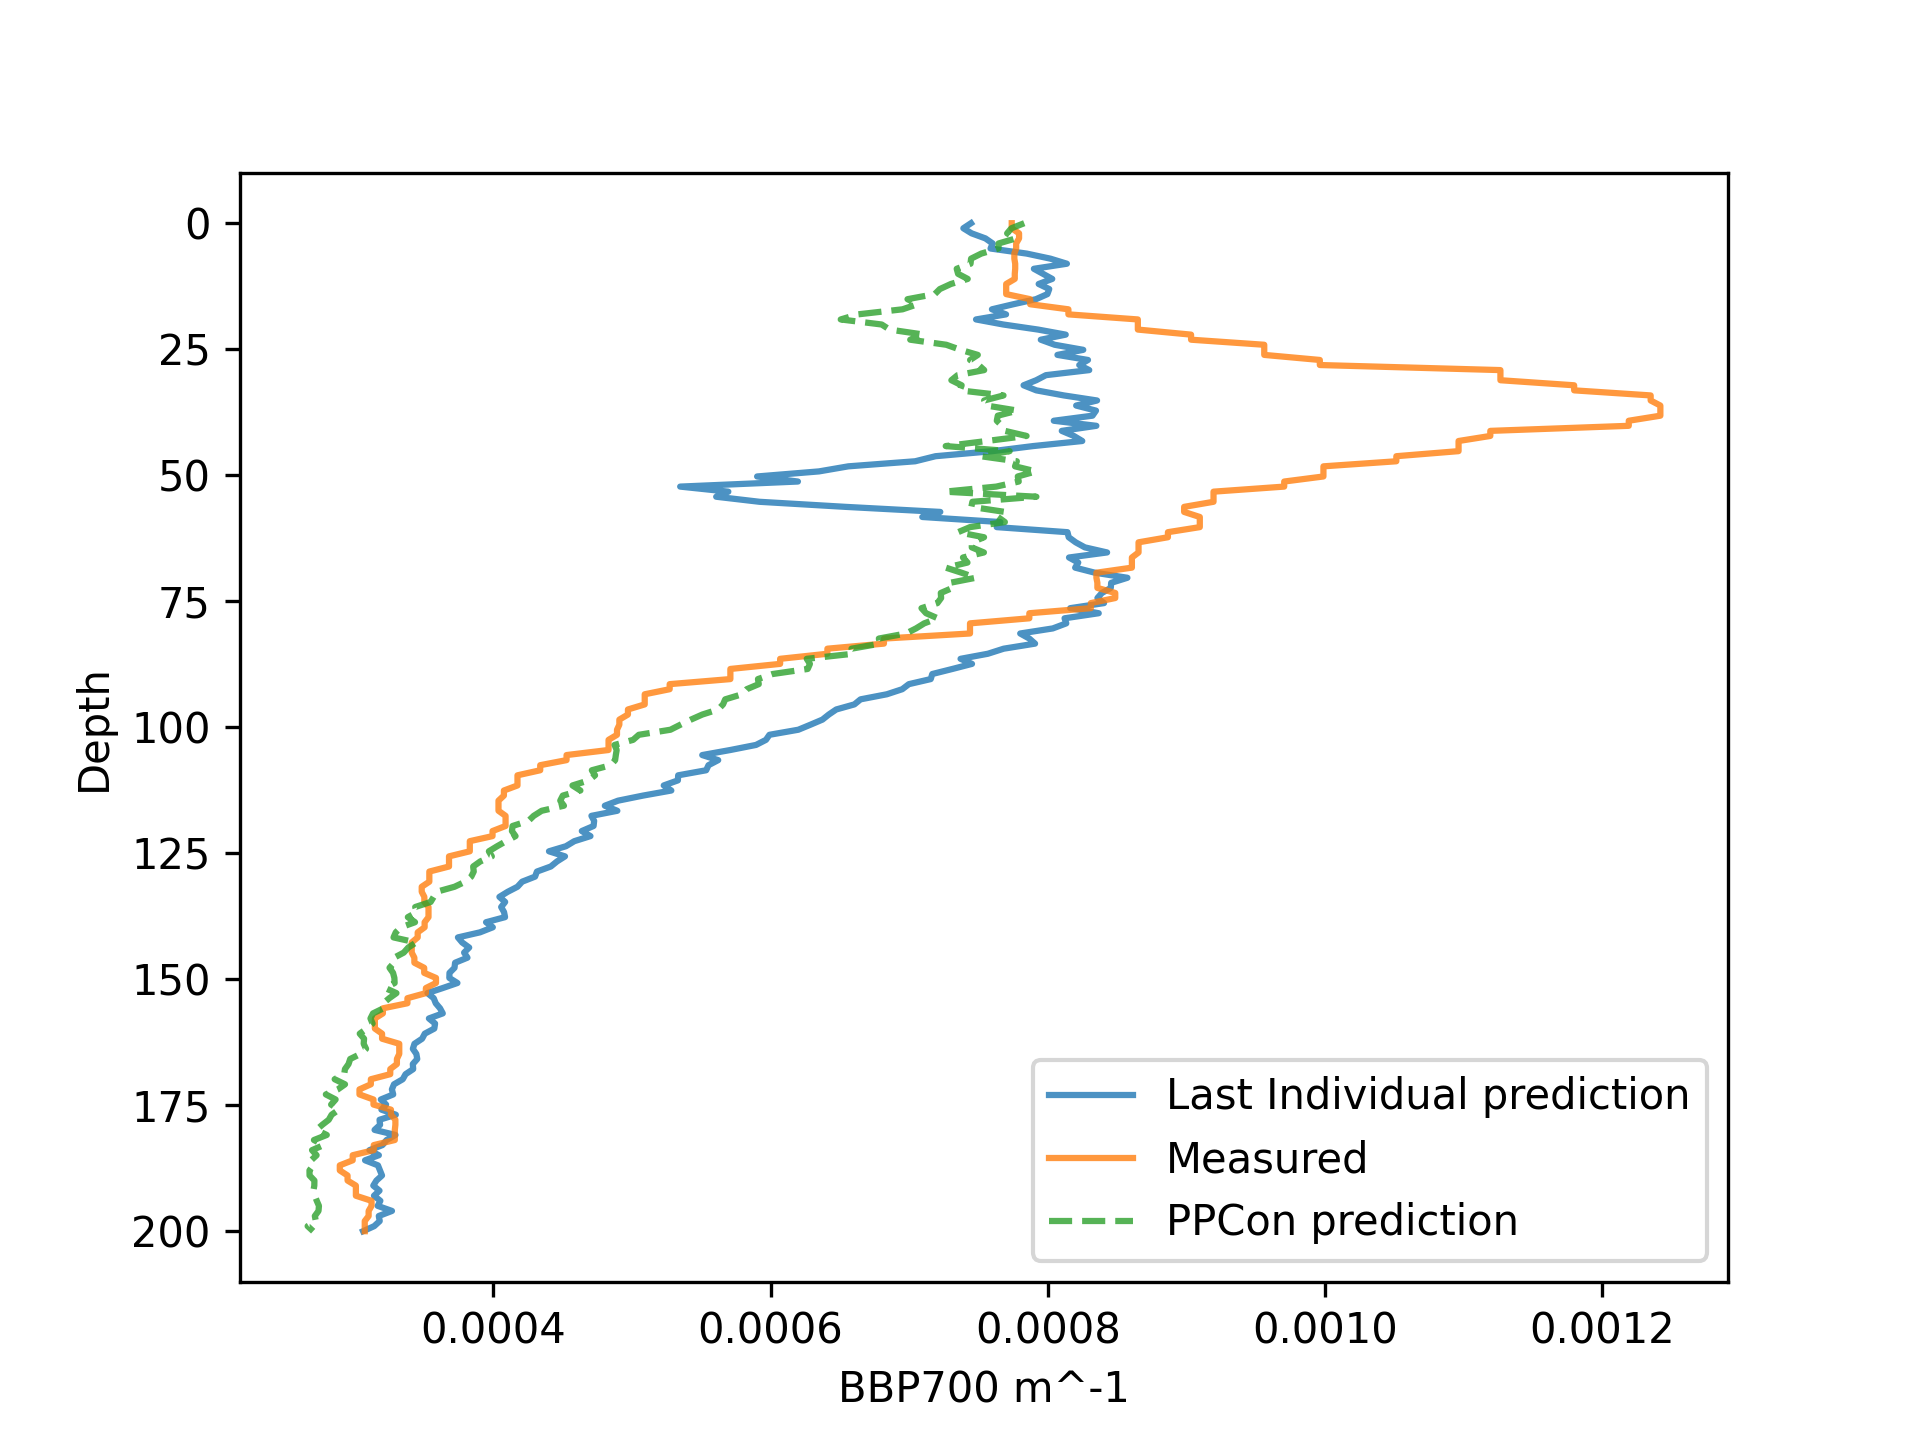 0
25
50
75
100
125
150
175
200
Depth
0.0004 0.0006 0.0008 0.0010 0.0012
BBP700 m^-1
Last Individual prediction
Measured
PPCon prediction